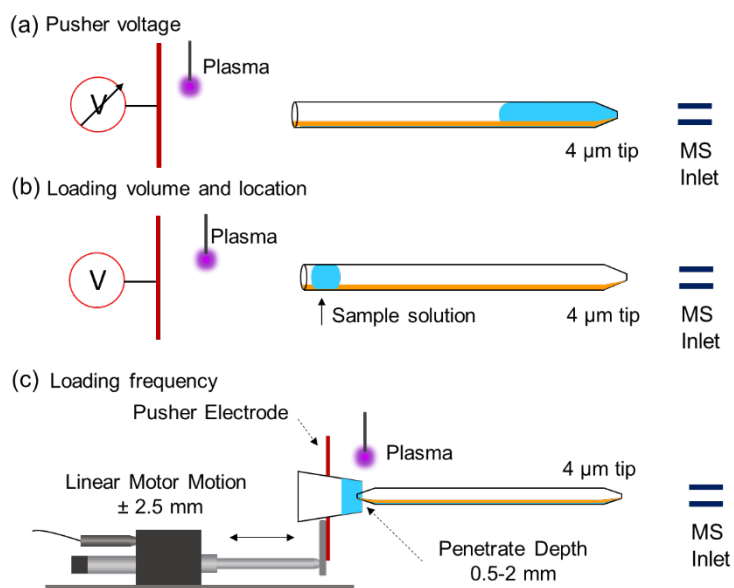 (a) Pusher voltage
Plasma
V
4 µm tip
MS
Inlet
(b) Loading volume and location
Plasma
V
Sample solution
4 µm tip
MS
Inlet
(c) Loading frequency
Pusher Electrode
Plasma
4 µm tip
Linear Motor Motion
± 2.5 mm
Penetrate Depth
0.5-2 mm
MS
Inlet